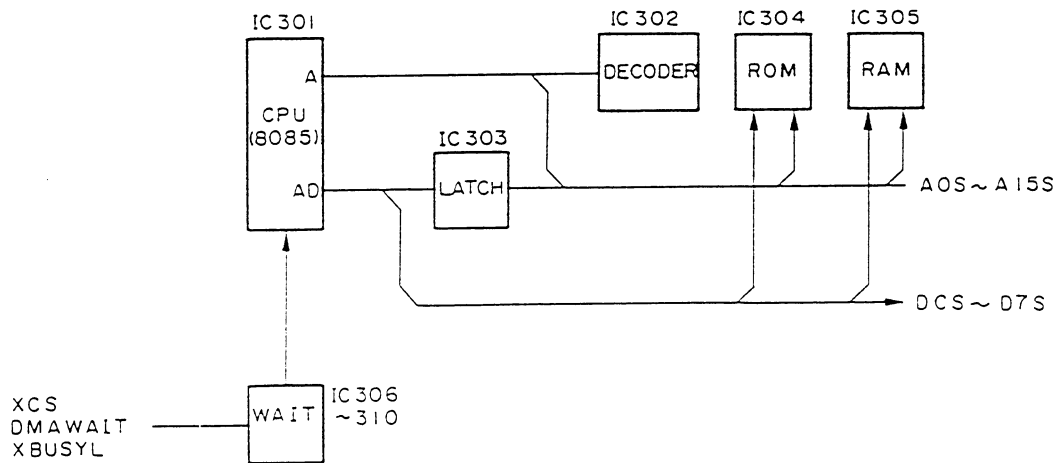 IC301
IC302
IC304
IC305
A
CPU
(8085)
AD
DECODER
ROM
RAM
IC303
LATCH
A0S~A15S
DCS~D7S
XCS
DMAWAIT
XBUSYL
WAIT
IC306
~310